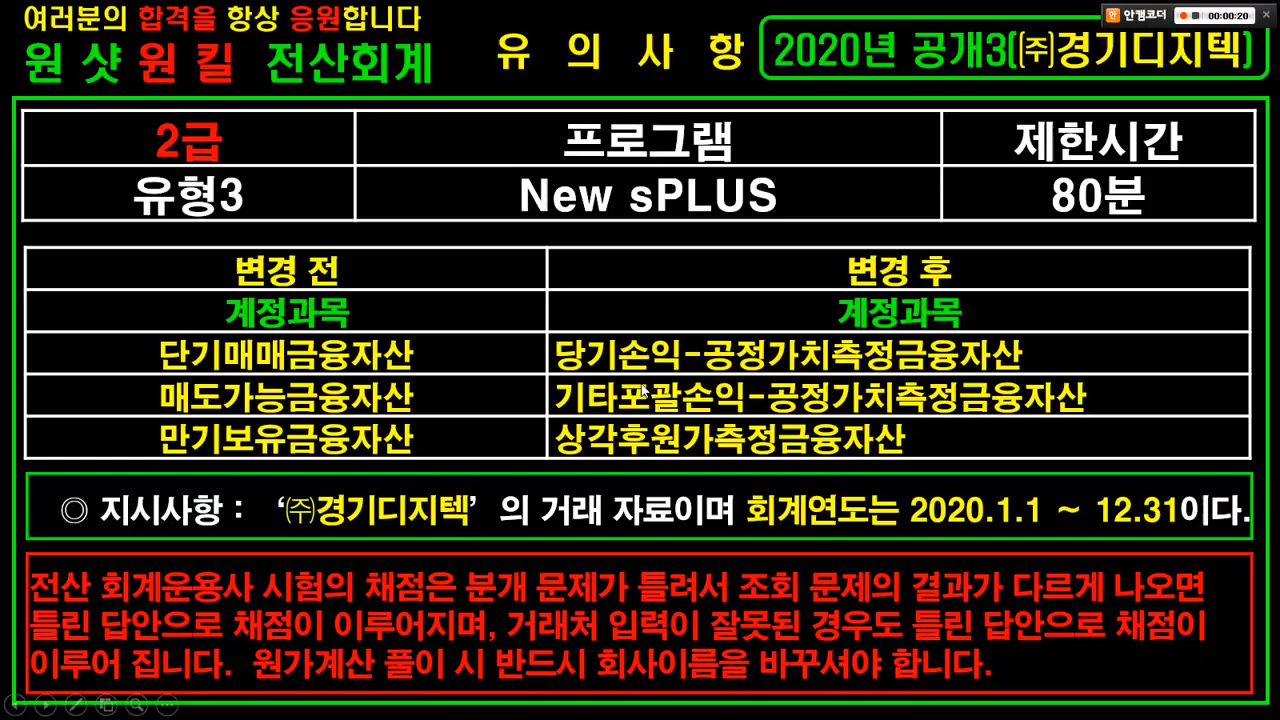 여러분의 합격을 항상 응원합니다
원 샷 원 킬 전산회계
유 의 사 항
2020년 공개3(㈜경기디지텍)
안캠코더
00:00:20
2급 프로그램 제한시간
유형3 New sPLUS 80분
변경 전 변경 후
계정과목 계정과목
단기매매금융자산 당기손익-공정가치측정금융자산
매도가능금융자산 기타포괄손익-공정가치측정금융자산
만기보유금융자산 상각후원가측정금융자산
◎ 지시사항 : ‘㈜경기디지텍’ 의 거래 자료이며 회계연도는 2020.1.1 ~ 12.31이다.
전산 회계운용사 시험의 채점은 분개 문제가 틀려서 조회 문제의 결과가 다르게 나오면
틀린 답안으로 채점이 이루어지며, 거래처 입력이 잘못된 경우도 틀린 답안으로 채점이
이루어 집니다. 원가계산 풀이 시 반드시 회사이름을 바꾸셔야 합니다.